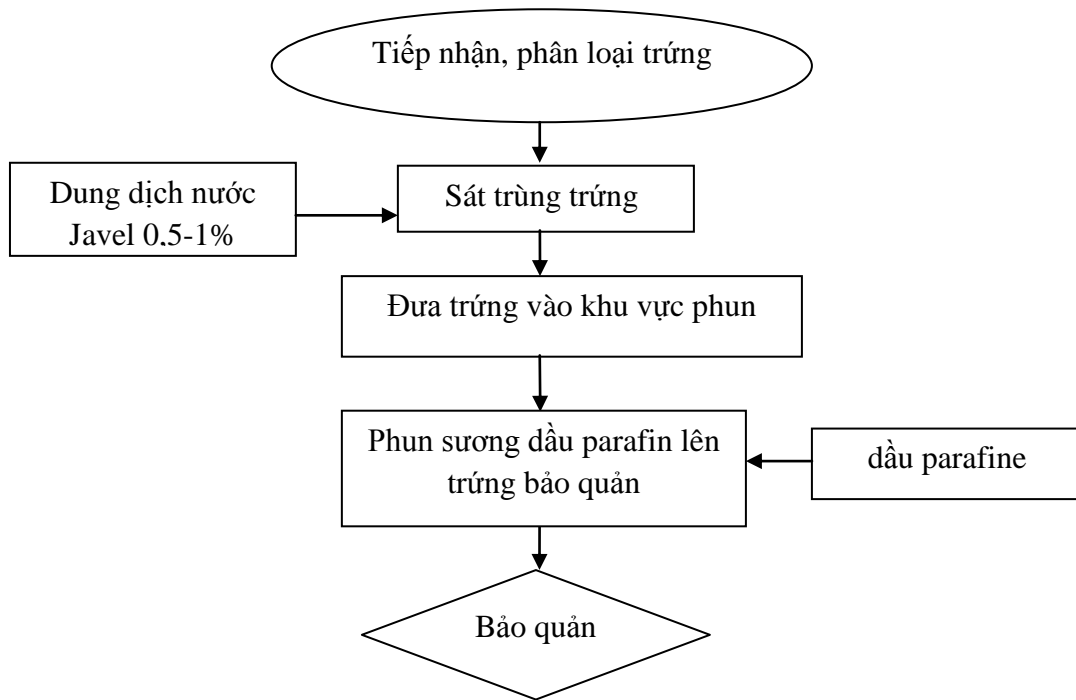 Tiếp nhận, phân loại trứng
Dung dịch nước
Javel 0,5-1%
Sát trùng trứng
Đưa trứng vào khu vực phun
Phun sương dầu parafin lên
trứng bảo quản
dầu parafine
Bảo quản